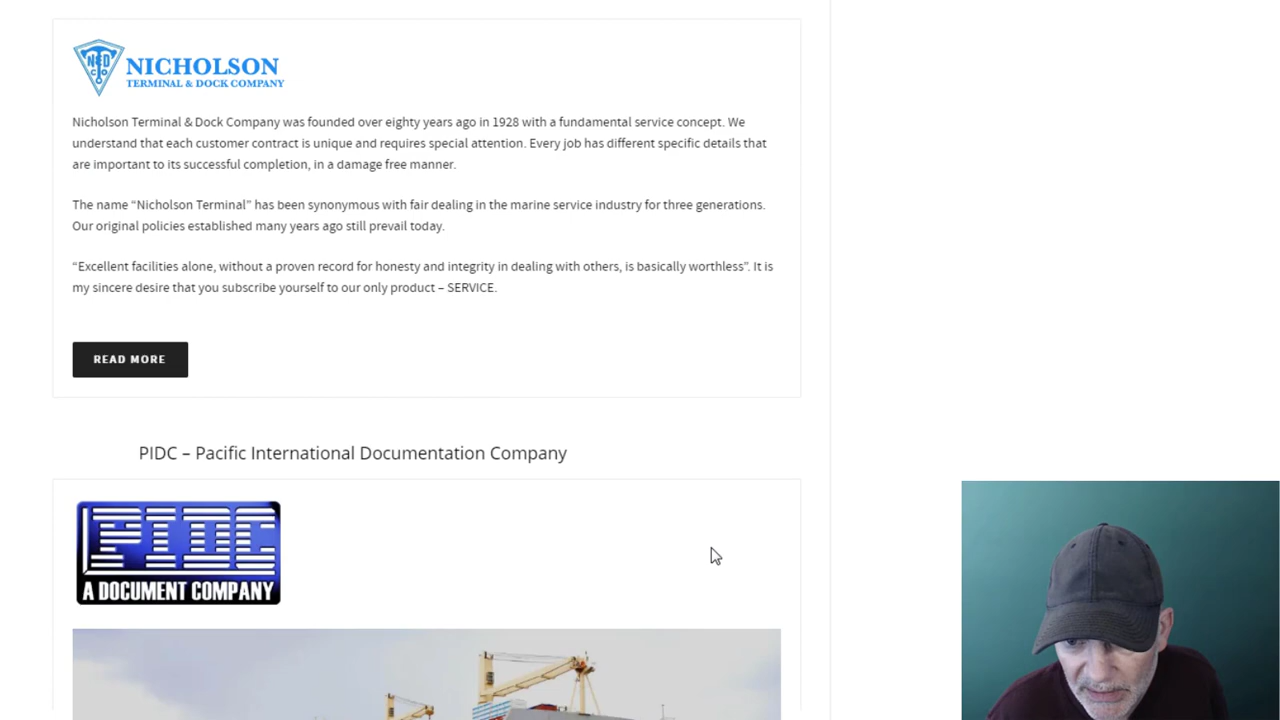 N&D
CO
NICHOLSON
TERMINAL & DOCK COMPANY
Nicholson Terminal & Dock Company was founded over eighty years ago in 1928 with a fundamental service concept. We
understand that each customer contract is unique and requires special attention. Every job has different specific details that
are important to its successful completion, in a damage free manner.
The name “Nicholson Terminal” has been synonymous with fair dealing in the marine service industry for three generations.
Our original policies established many years ago still prevail today.
“Excellent facilities alone, without a proven record for honesty and integrity in dealing with others, is basically worthless”. It is
my sincere desire that you subscribe yourself to our only product – SERVICE.
READ MORE
PIDC – Pacific International Documentation Company
PIDC
A DOCUMENT COMPANY